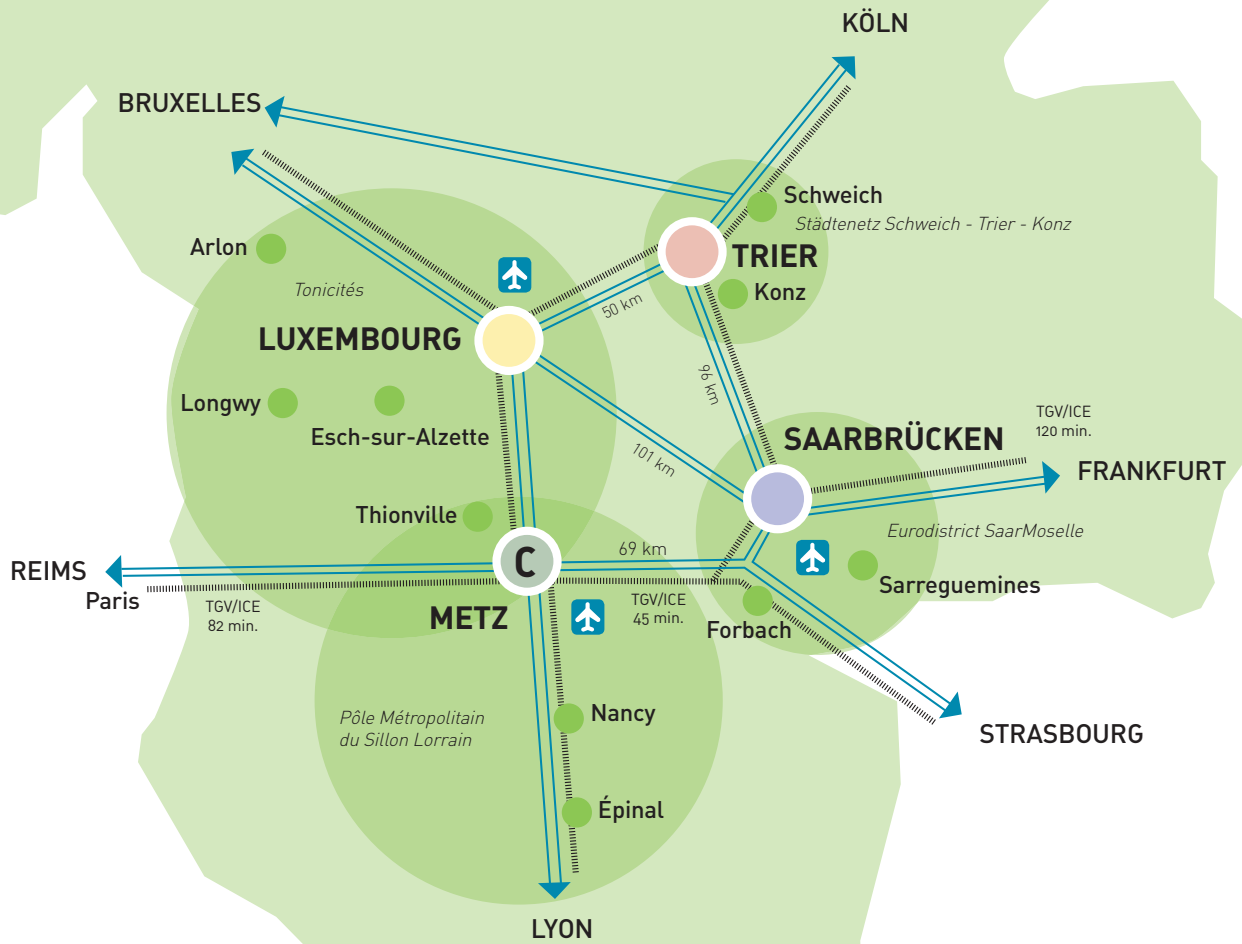 KÖLN
BRUXELLES
Schweich
Städtenetz Schweich - Trier - Konz
Arlon
TRIER
Tonicités
Konz
50 km
LUXEMBOURG
96 km
Longwy
Esch-sur-Alzette
TGV/ICE
120 min.
SAARBRÜCKEN
101 km
FRANKFURT
Thionville
Eurodistrict SaarMoselle
69 km
C
REIMS
Paris
TGV/ICE
82 min.
METZ
TGV/ICE
45 min.
Sarreguemines
Forbach
Pôle Métropolitain
du Sillon Lorrain
Nancy
STRASBOURG
Épinal
LYON